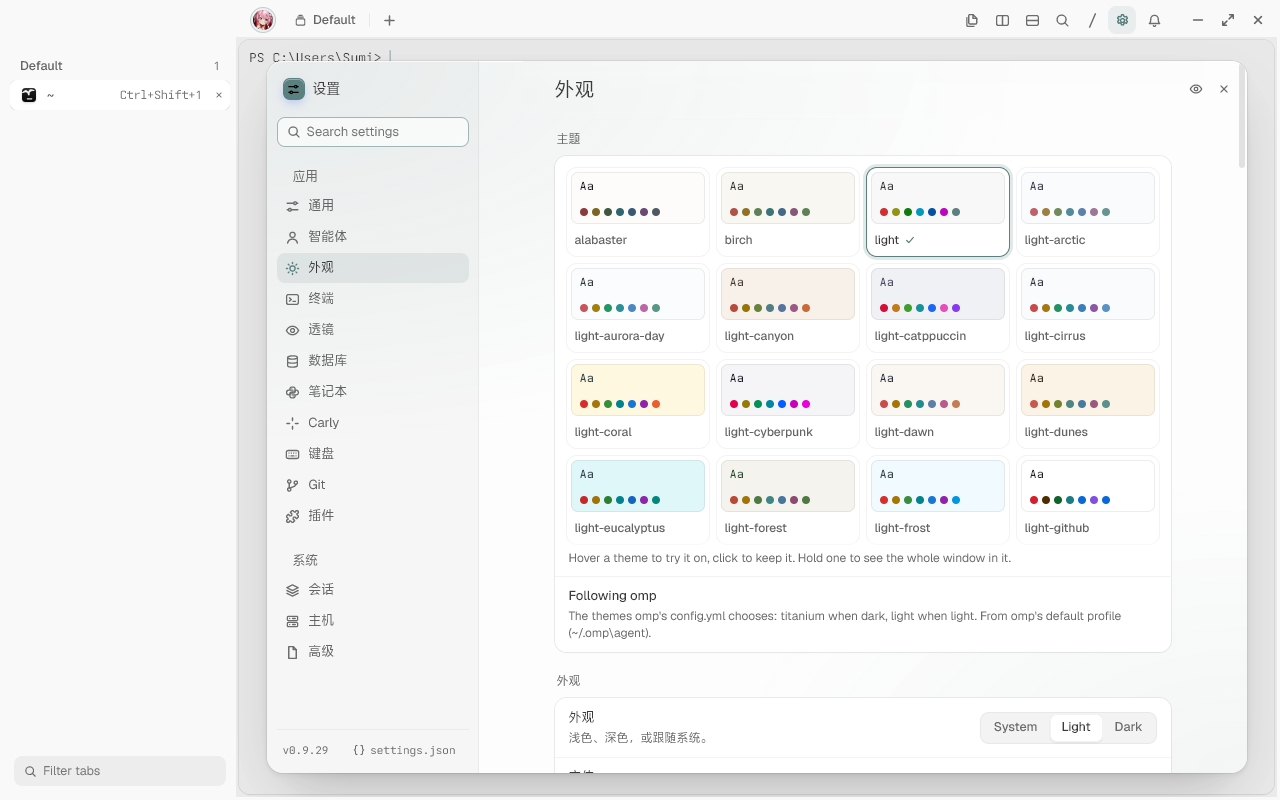 Default
PS C:\Users\Sumi>
Default 1
~ Ctrl+Shift+1
设置
外观
Search settings
主题
应用
通用
智能体
外观
终端
透镜
数据库
笔记本
Carly
键盘
Git
插件
系统
会话
主机
高级
v0.9.29 {} settings.json
Filter tabs
Aa Aa Aa Aa
alabaster birch light light-arctic
Aa Aa Aa Aa
light-aurora-day light-canyon light-catppuccin light-cirrus
Aa Aa Aa Aa
light-coral light-cyberpunk light-dawn light-dunes
Aa Aa Aa Aa
light-eucalyptus light-forest light-frost light-github
Hover a theme to try it on, click to keep it. Hold one to see the whole window in it.
Following omp
The themes omp's config.yml chooses: titanium when dark, light when light. From omp's default profile
(~/.omp\agent).
外观
外观
浅色、深色，或跟随系统。
System Light Dark